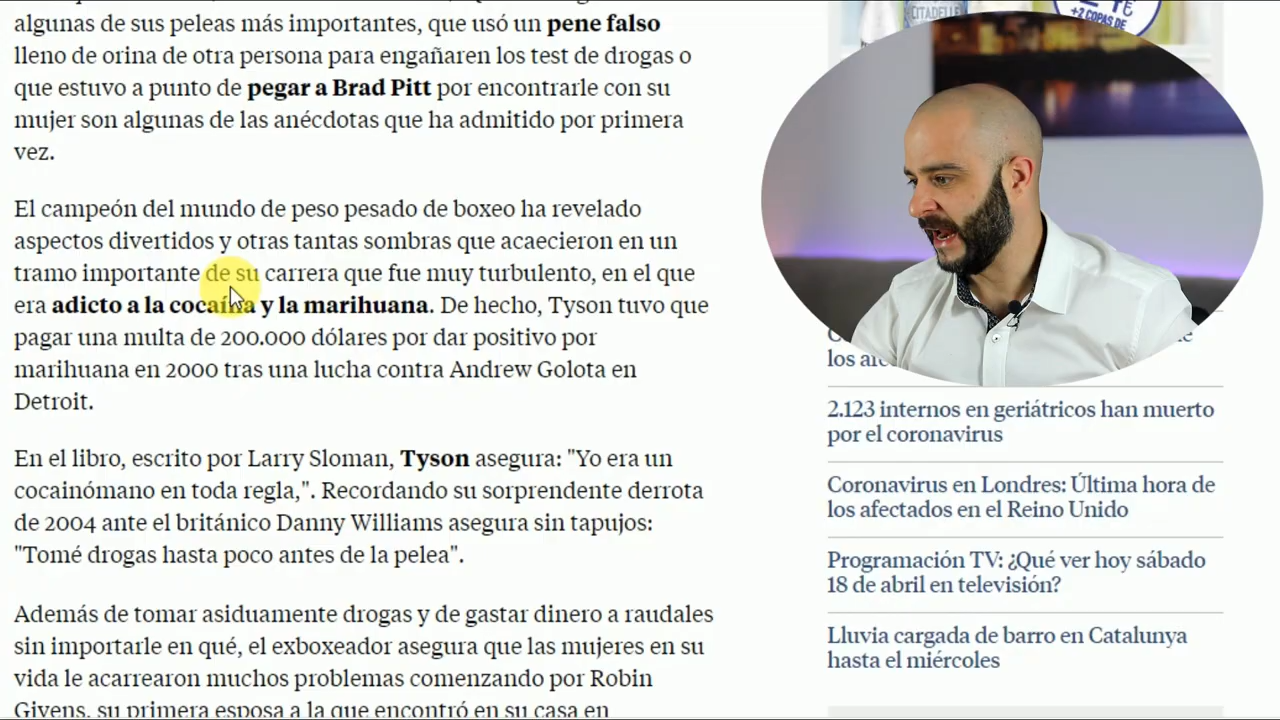 algunas de sus peleas más importantes, que usó un pene falso
lleno de orina de otra persona para engañaren los test de drogas o
que estuvo a punto de pegar a Brad Pitt por encontrarle con su
mujer son algunas de las anécdotas que ha admitido por primera
vez.
El campeón del mundo de peso pesado de boxeo ha revelado
aspectos divertidos y otras tantas sombras que acaecieron en un
tramo importante de su carrera que fue muy turbulento, en el que
era adicto a la cocaína y la marihuana. De hecho, Tyson tuvo que
pagar una multa de 200.000 dólares por dar positivo por
marihuana en 2000 tras una lucha contra Andrew Golota en
Detroit.
En el libro, escrito por Larry Sloman, Tyson asegura: "Yo era un
cocainómano en toda regla,". Recordando su sorprendente derrota
de 2004 ante el británico Danny Williams asegura sin tapujos:
"Tomé drogas hasta poco antes de la pelea".
Además de tomar asiduamente drogas y de gastar dinero a raudales
sin importarle en qué, el exboxeador asegura que las mujeres en su
vida le acarrearon muchos problemas comenzando por Robin
Givens, su primera esposa a la que encontró en su casa en
CITADELLE
+2 COPAS DE
los
2.123 internos en geriátricos han muerto
por el coronavirus
Coronavirus en Londres: Última hora de
los afectados en el Reino Unido
Programación TV: ¿Qué ver hoy sábado
18 de abril en televisión?
Lluvia cargada de barro en Catalunya
hasta el miércoles